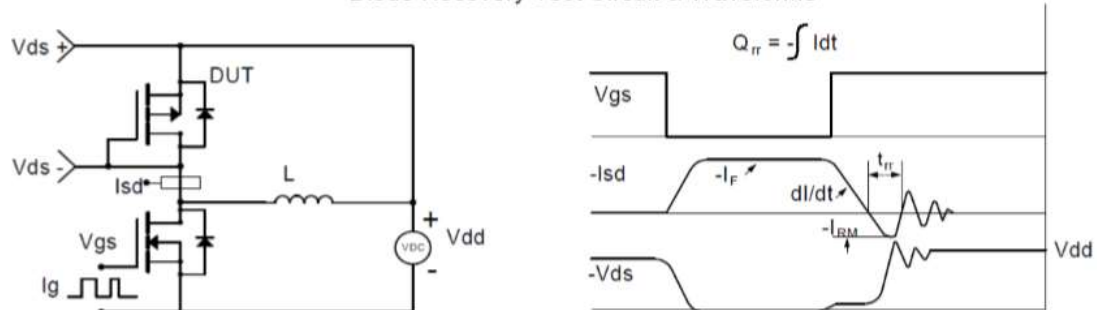 Diode Recovery Test Circuit & Waveforms
Vds +
DUT
Vds -
Isd
L
Vgs
Ig
VDC
+
-
Vdd
Qrr = -∫ Idt
Vgs
-Isd
-IF
dI/dt
trr
-IRM
-Vds
Vdd